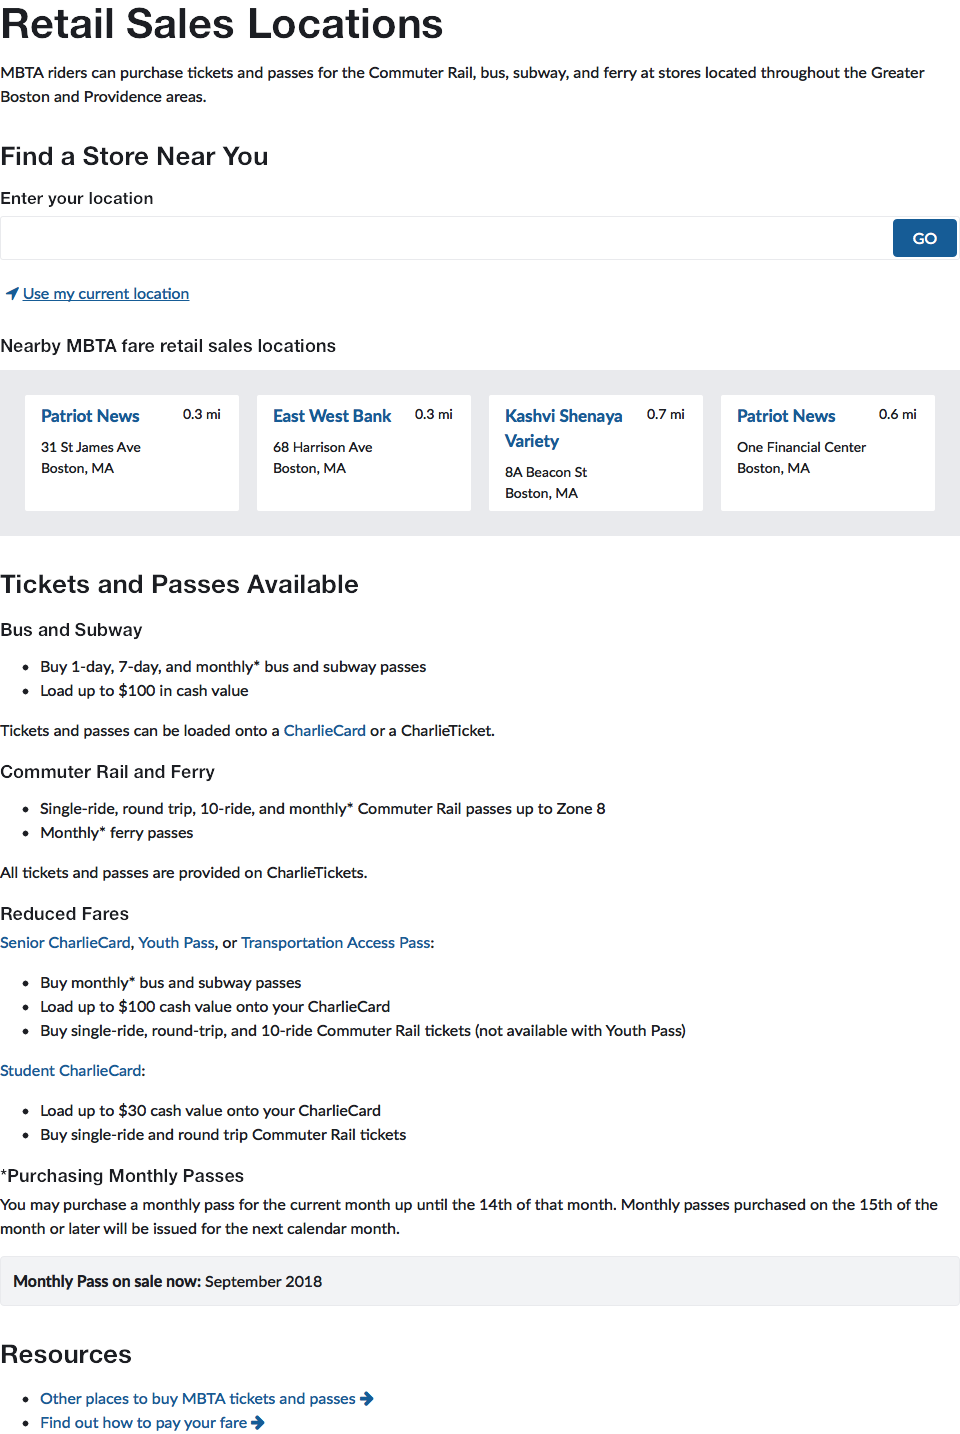 Retail Sales Locations
MBTA riders can purchase tickets and passes for the Commuter Rail, bus, subway, and ferry at stores located throughout the Greater
Boston and Providence areas.
Find a Store Near You
Enter your location
GO
Use my current location
Nearby MBTA fare retail sales locations
Patriot News 0.3 mi
31 St James Ave
Boston, MA
East West Bank 0.3 mi
68 Harrison Ave
Boston, MA
Kashvi Shenaya 0.7 mi
Variety
8A Beacon St
Boston, MA
Patriot News 0.6 mi
One Financial Center
Boston, MA
Tickets and Passes Available
Bus and Subway
• Buy 1-day, 7-day, and monthly* bus and subway passes
• Load up to $100 in cash value
Tickets and passes can be loaded onto a CharlieCard or a CharlieTicket.
Commuter Rail and Ferry
• Single-ride, round trip, 10-ride, and monthly* Commuter Rail passes up to Zone 8
• Monthly* ferry passes
All tickets and passes are provided on CharlieTickets.
Reduced Fares
Senior CharlieCard, Youth Pass, or Transportation Access Pass:
• Buy monthly* bus and subway passes
• Load up to $100 cash value onto your CharlieCard
• Buy single-ride, round-trip, and 10-ride Commuter Rail tickets (not available with Youth Pass)
Student CharlieCard:
• Load up to $30 cash value onto your CharlieCard
• Buy single-ride and round trip Commuter Rail tickets
*Purchasing Monthly Passes
You may purchase a monthly pass for the current month up until the 14th of that month. Monthly passes purchased on the 15th of the
month or later will be issued for the next calendar month.
Monthly Pass on sale now: September 2018
Resources
• Other places to buy MBTA tickets and passes →
• Find out how to pay your fare →